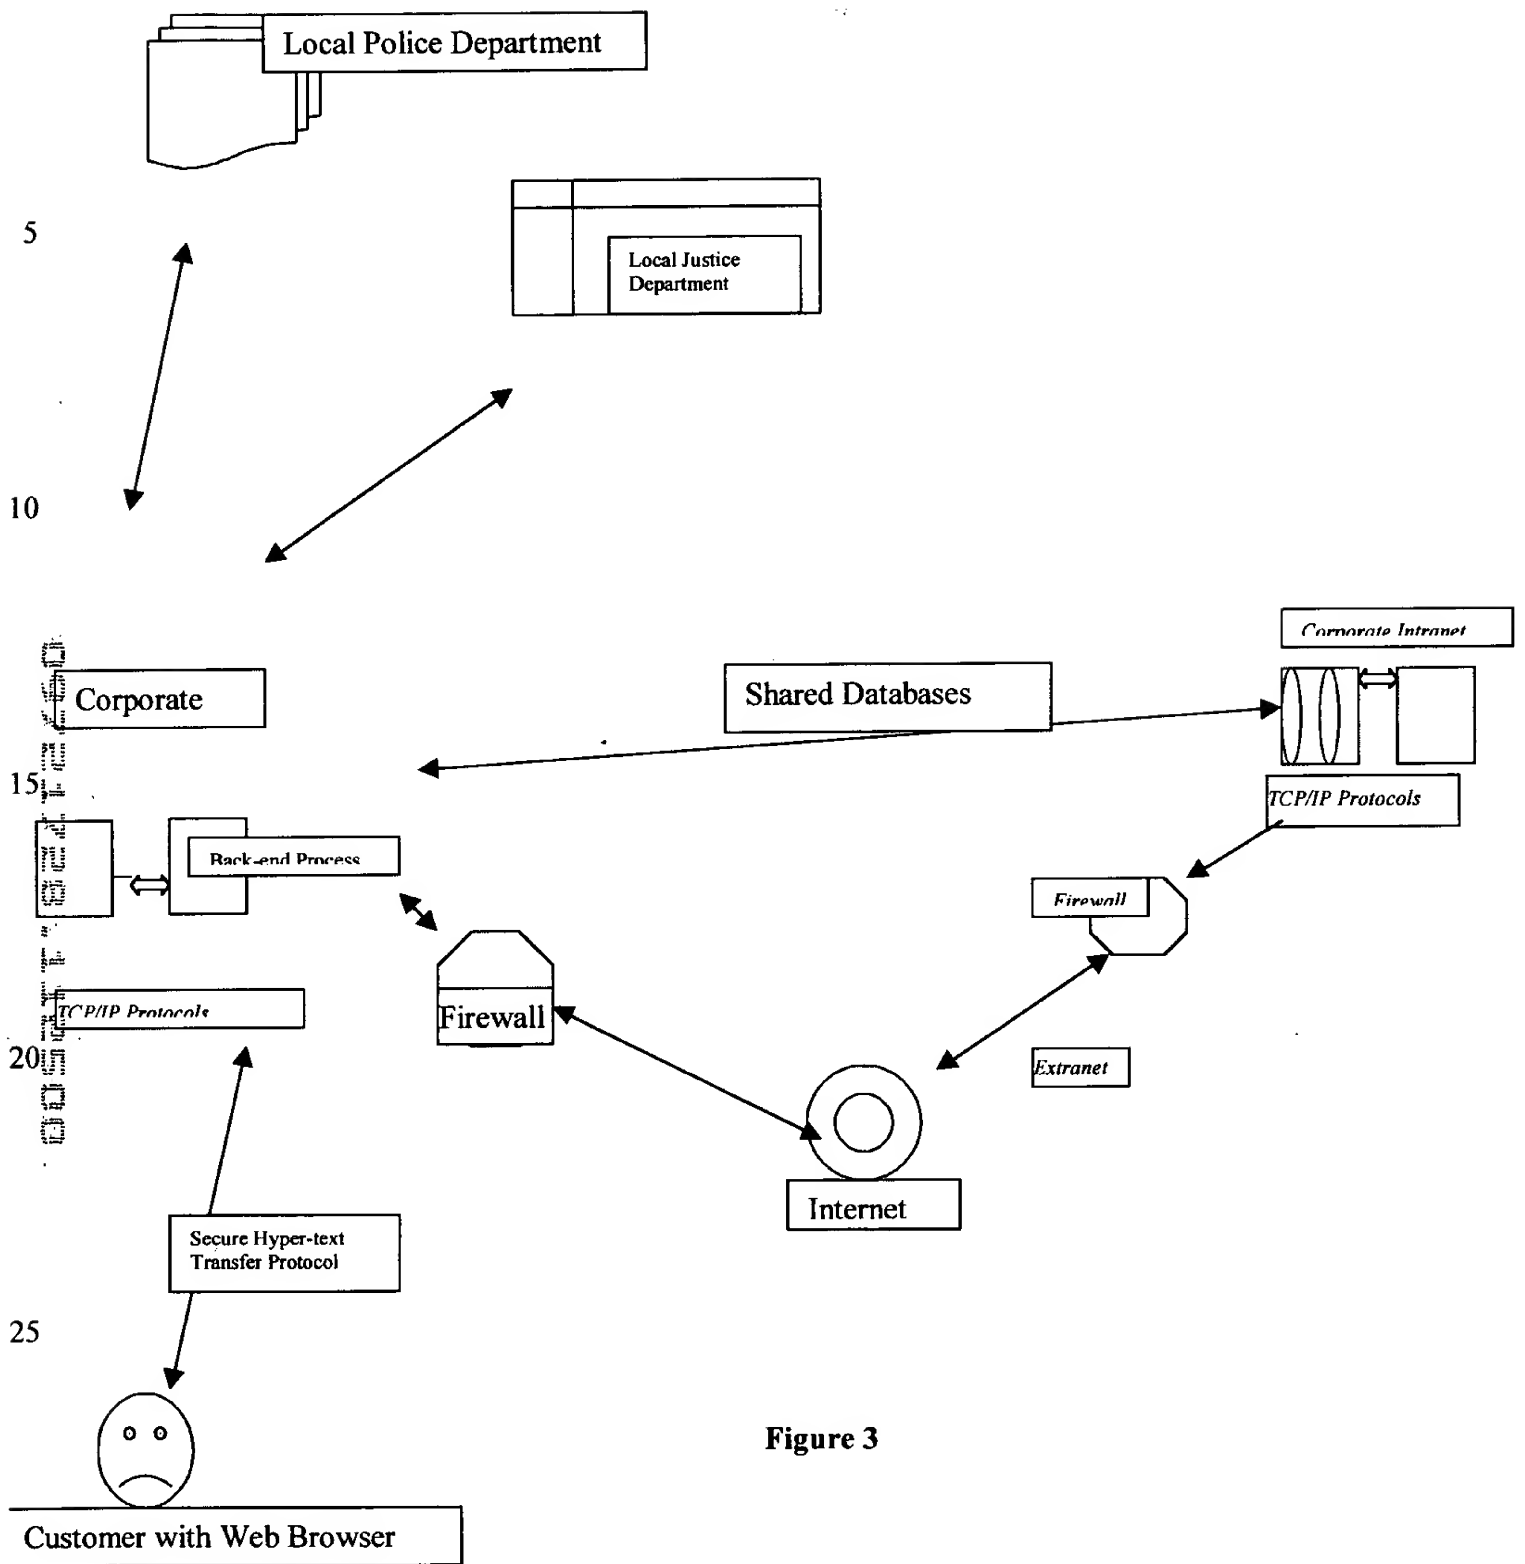 Local Police Department
5
Local Justice
Department
10
Corporate Intranet
Corporate
Shared Databases
15
TCP/IP Protocols
Back-end Process
Firewall
TCP/IP Protocols
Firewall
20
Extranet
Internet
Secure Hyper-text
Transfer Protocol
25
Figure 3
Customer with Web Browser